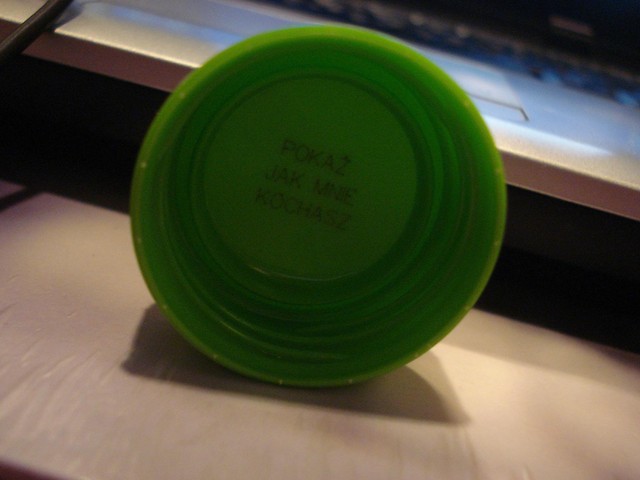 POKAŻ
JAK MNIE
KOCHASZ